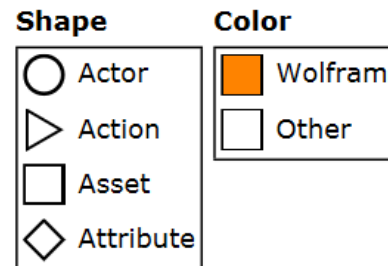 Shape
Actor
Action
Asset
Attribute
Color
Wolfram
Other